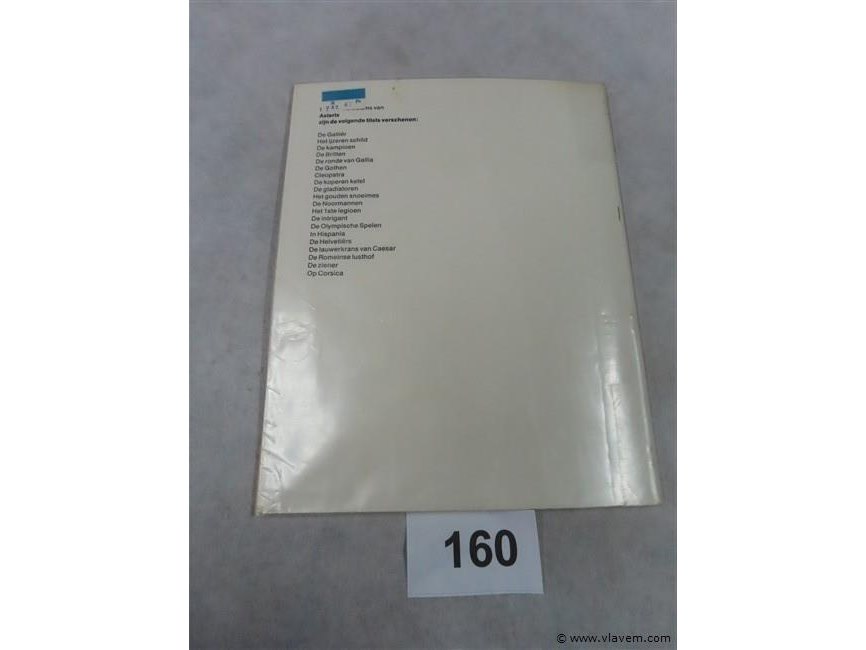 van
Asterix
zijn de volgende titels verschenen:
De Galliër
Het ijzeren schild
De kampioen
De Britten
De ronde van Gallia
De Gothen
Cleopatra
De koperen ketel
De gladiatoren
Het gouden snoeimes
De Noormannen
Het 1ste legioen
De intrigant
De Olympische Spelen
In Hispania
De Helvetiërs
De lauwerkrans van Caesar
De Romeinse lusthof
De ziener
Op Corsica
160
© www.vlavem.com